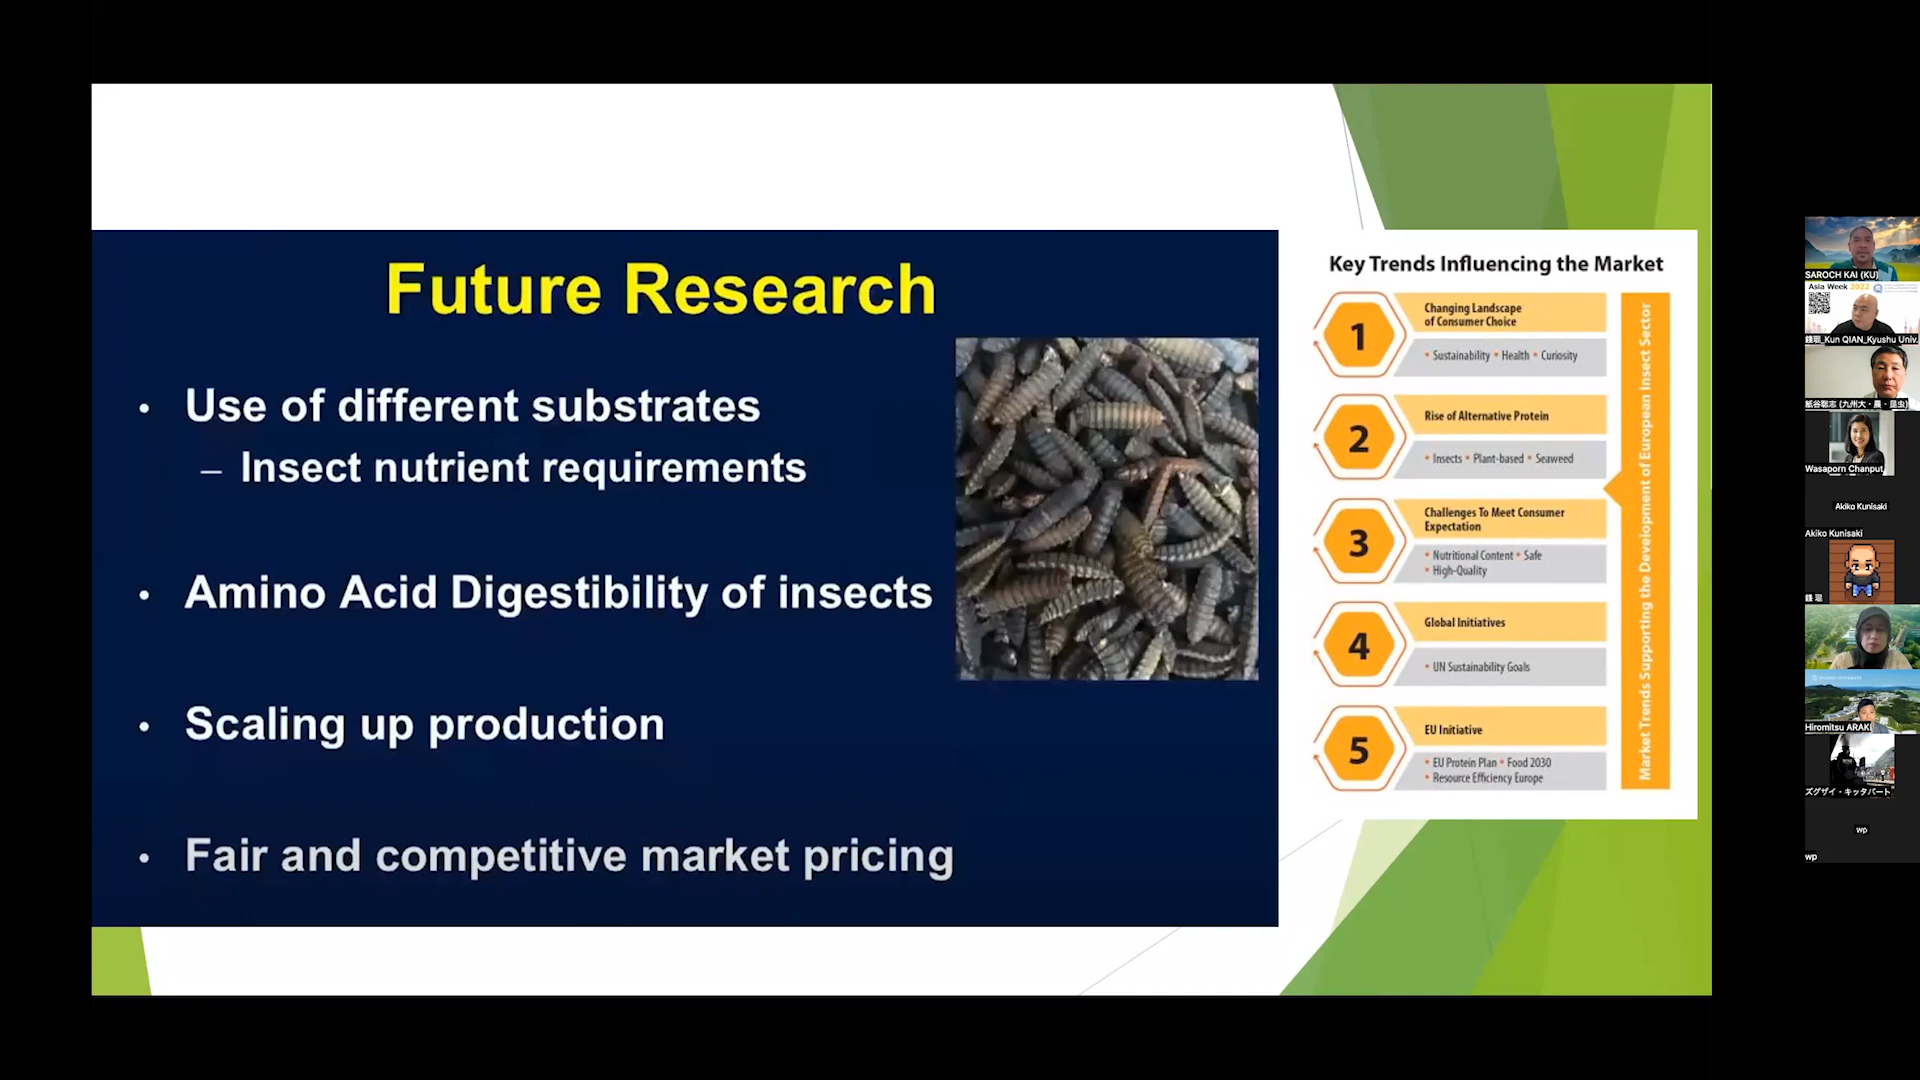 Future Research
• Use of different substrates
– Insect nutrient requirements
• Amino Acid Digestibility of insects
• Scaling up production
• Fair and competitive market pricing
Key Trends Influencing the Market
1
Changing Landscape
of Consumer Choice
• Sustainability • Health • Curiosity
2
Rise of Alternative Protein
• Insects • Plant-based • Seaweed
3
Challenges To Meet Consumer
Expectation
• Nutritional Content • Safe
• High-Quality
4
Global Initiatives
• UN Sustainability Goals
5
EU Initiative
• EU Protein Plan • Food 2030
• Resource Efficiency Europe
Market Trends Supporting the Development of European Insect Sector
SAROCH KAI (KU)
Asia Week 2022
錢琨_Kun QIAN_Kyushu Univ.
紙谷聡志 (九州大・農・昆虫)
Wasaporn Chanput
Akiko Kunisaki
Akiko Kunisaki
錢 琨
Hiromitsu ARAKI
ズグザイ・キッタパート
wp
wp